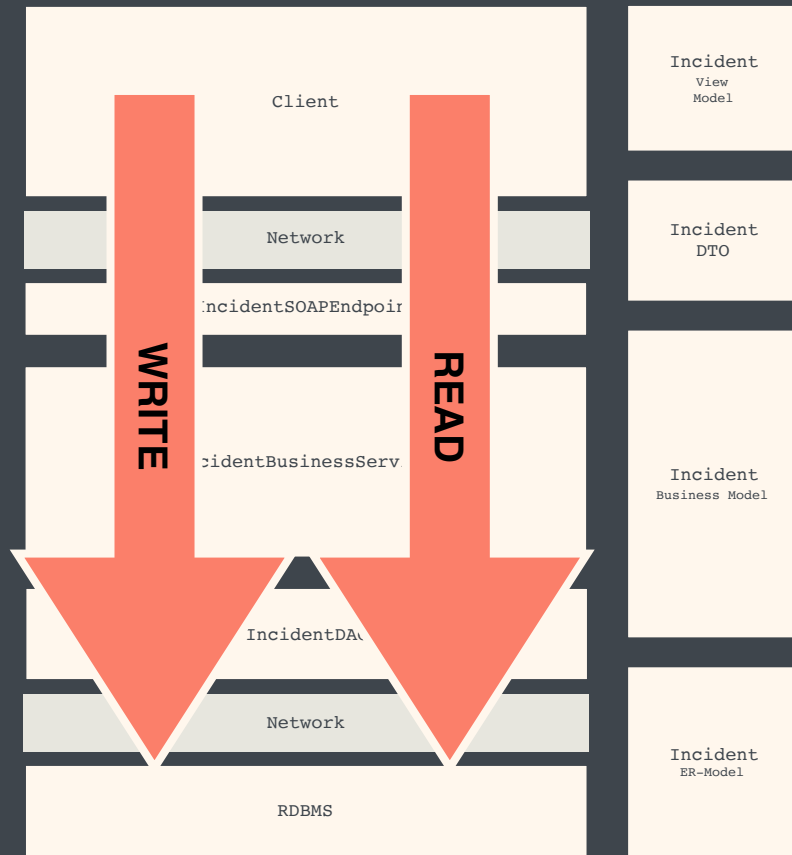 Client
Network
IncidentSOAPEndpoin
WRITE
READ
cidentBusinessServ
IncidentDA
Network
RDBMS
Incident
View
Model
Incident
DTO
Incident
Business Model
Incident
ER-Model